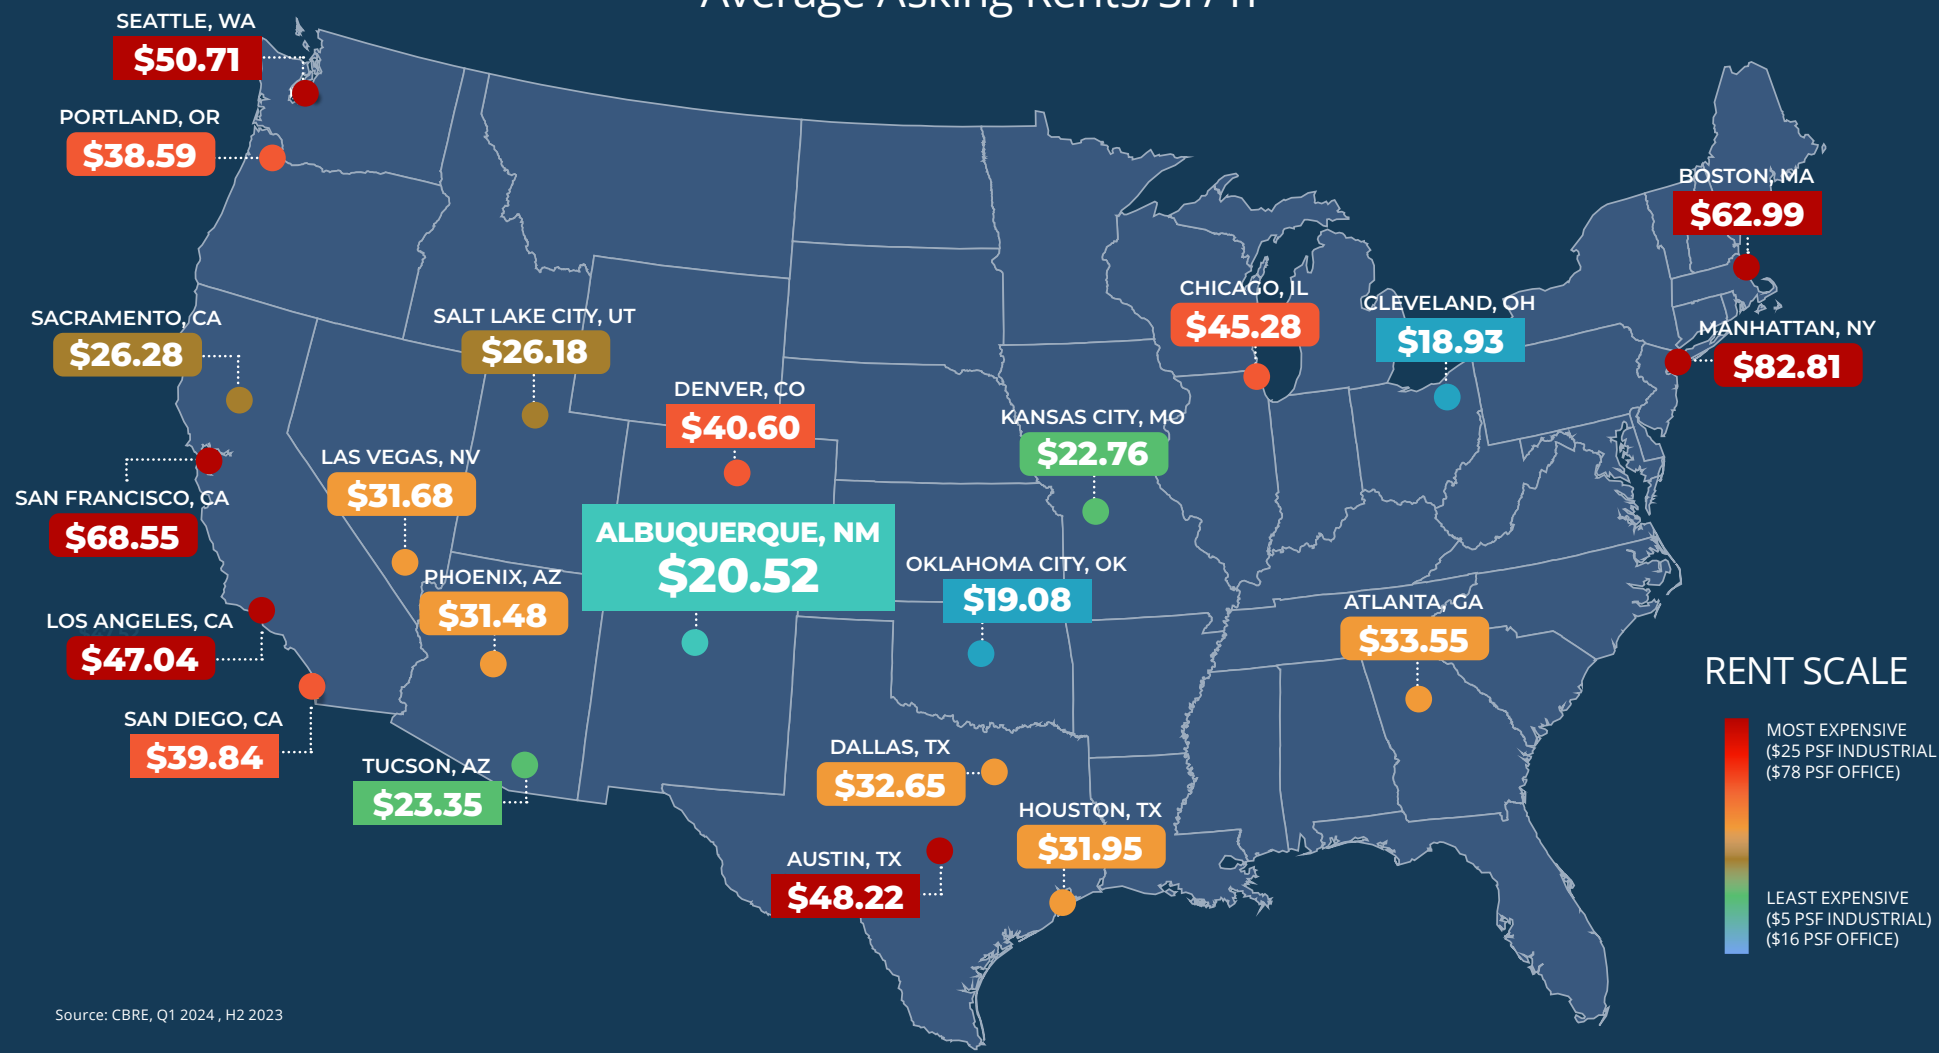 Average Asking Rents/SF/Yr
SEATTLE, WA
$50.71
PORTLAND, OR
$38.59
BOSTON, MA
$62.99
SACRAMENTO, CA
$26.28
SALT LAKE CITY, UT
$26.18
CHICAGO, IL
$45.28
CLEVELAND, OH
$18.93
MANHATTAN, NY
$82.81
DENVER, CO
$40.60
KANSAS CITY, MO
$22.76
LAS VEGAS, NV
$31.68
SAN FRANCISCO, CA
$68.55
ALBUQUERQUE, NM
$20.52
OKLAHOMA CITY, OK
$19.08
PHOENIX, AZ
$31.48
LOS ANGELES, CA
$47.04
ATLANTA, GA
$33.55
SAN DIEGO, CA
$39.84
TUCSON, AZ
$23.35
DALLAS, TX
$32.65
HOUSTON, TX
$31.95
AUSTIN, TX
$48.22
RENT SCALE
MOST EXPENSIVE
($25 PSF INDUSTRIAL
($78 PSF OFFICE)
LEAST EXPENSIVE
($5 PSF INDUSTRIAL)
($16 PSF OFFICE)
Source: CBRE, Q1 2024 , H2 2023